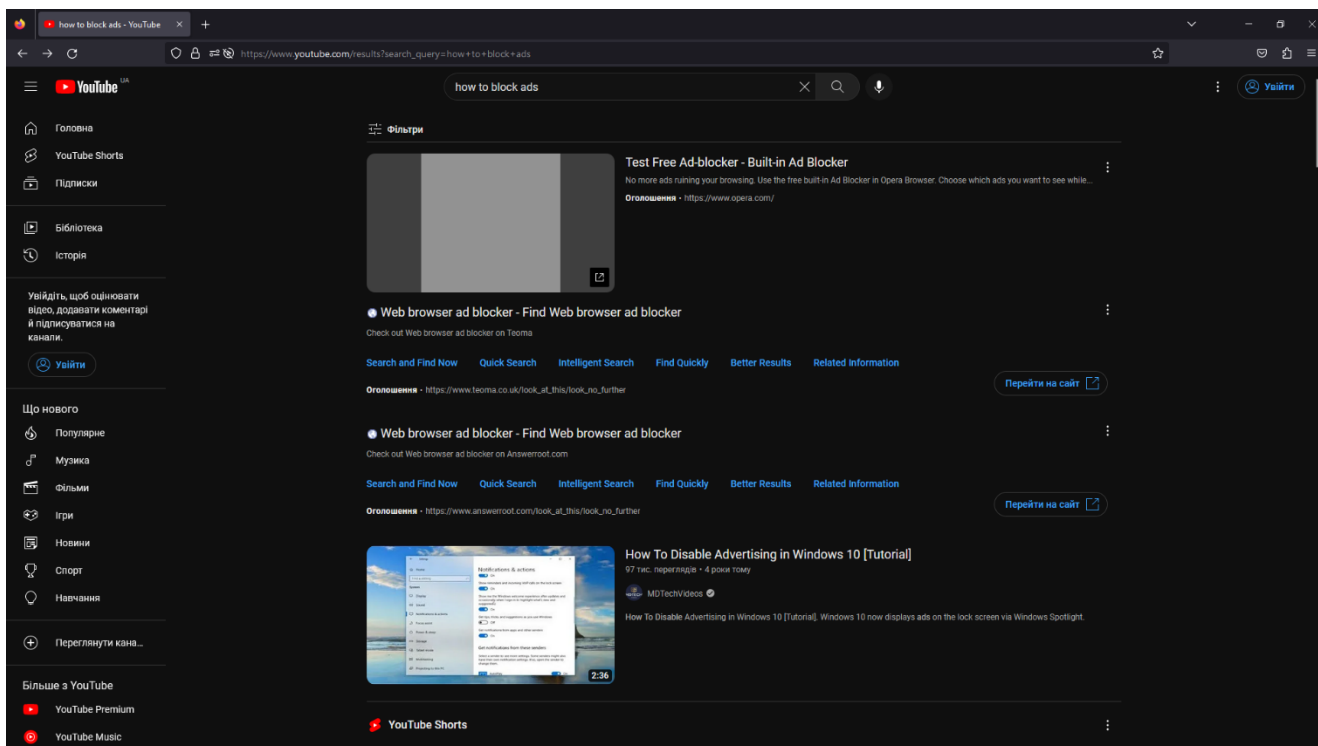 how to block ads - YouTube
https://www.youtube.com/results?search_query=how+to+block+ads
YouTube UA
how to block ads
Увійти
Головна
YouTube Shorts
Підписки
Бібліотека
Історія
Увійдіть, щоб оцінювати
відео, додавати коментарі
й підписуватися на
канали.
Увійти
Що нового
Популярне
Музика
Фільми
Ігри
Новини
Спорт
Навчання
Переглянути кана...
Більше з YouTube
YouTube Premium
YouTube Music
Фільтри
Test Free Ad-blocker - Built-in Ad Blocker
No more ads ruining your browsing. Use the free built-in Ad Blocker in Opera Browser. Choose which ads you want to see while...
Оголошення · https://www.opera.com/
Web browser ad blocker - Find Web browser ad blocker
Check out Web browser ad blocker on Teoma
Search and Find Now Quick Search Intelligent Search Find Quickly Better Results Related Information
Оголошення · https://www.teoma.co.uk/look_at_this/look_no_further
Перейти на сайт
Web browser ad blocker - Find Web browser ad blocker
Check out Web browser ad blocker on Answerroot.com
Search and Find Now Quick Search Intelligent Search Find Quickly Better Results Related Information
Оголошення · https://www.answerroot.com/look_at_this/look_no_further
Перейти на сайт
Notifications & actions
Get notifications from these senders
2:36
How To Disable Advertising in Windows 10 [Tutorial]
97 тис. переглядів • 4 роки тому
MDTechVideos
How To Disable Advertising in Windows 10 [Tutorial]. Windows 10 now displays ads on the lock screen via Windows Spotlight.
YouTube Shorts